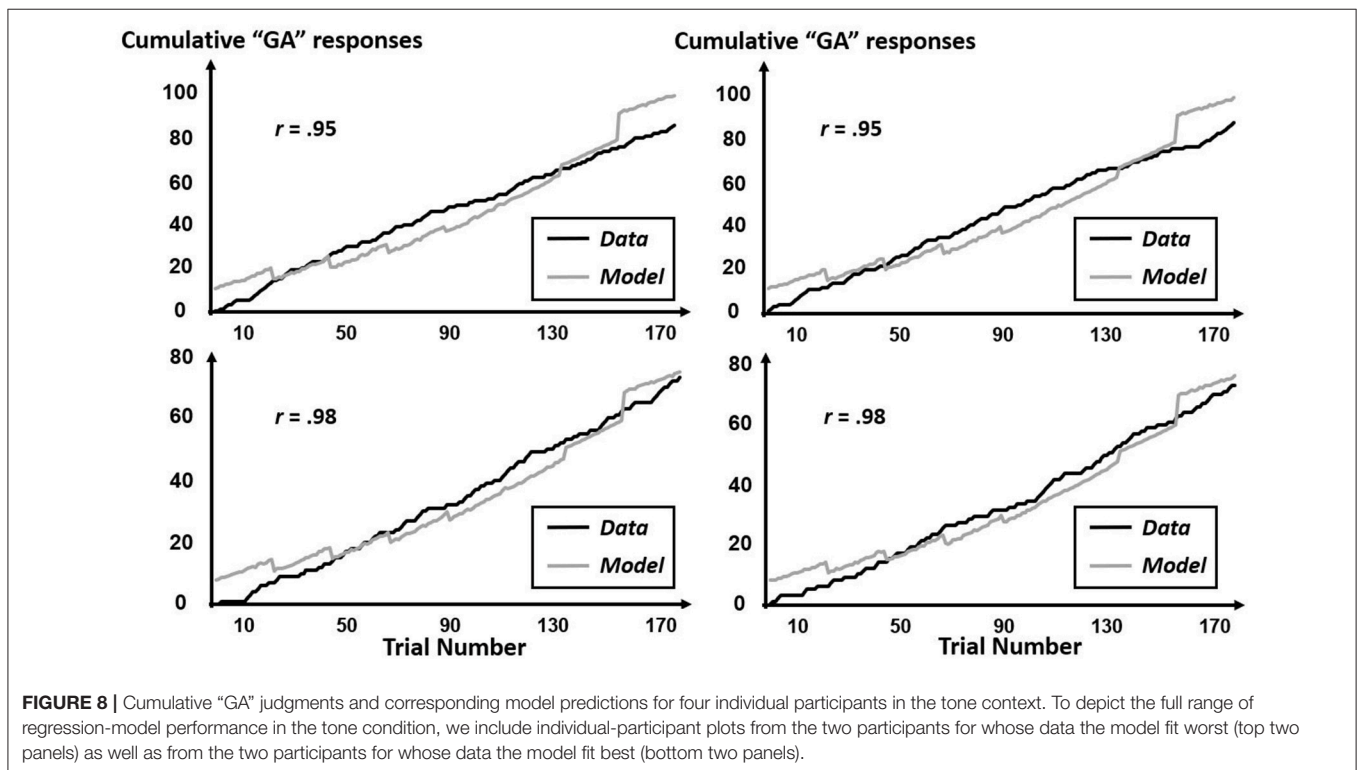 Cumulative “GA” responses
100
80
60
40
20
0
r = .95
Data
Model
10 50 90 130 170
Cumulative “GA” responses
100
80
60
40
20
0
r = .95
Data
Model
10 50 90 130 170
80
60
40
20
0
r = .98
Data
Model
10 50 90 130 170
Trial Number
80
60
40
20
0
r = .98
Data
Model
10 50 90 130 170
Trial Number
FIGURE 8 | Cumulative “GA” judgments and corresponding model predictions for four individual participants in the tone context. To depict the full range of
regression-model performance in the tone condition, we include individual-participant plots from the two participants for whose data the model fit worst (top two
panels) as well as from the two participants for whose data the model fit best (bottom two panels).